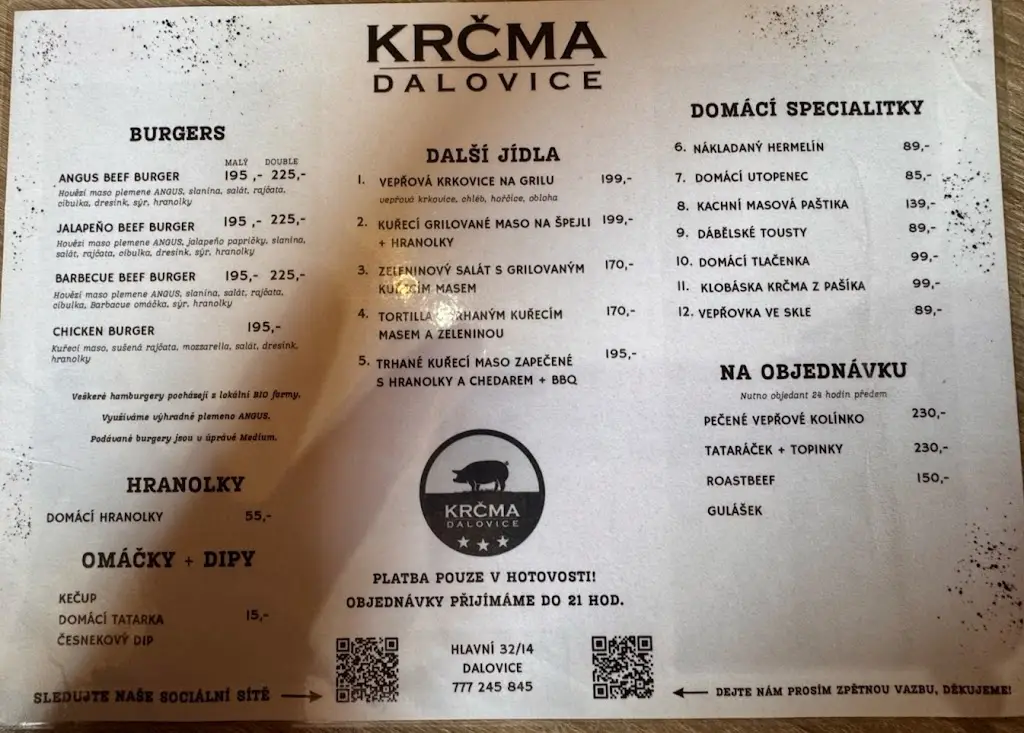 KRČMA
DALOVICE
BURGERS
MALÝ DOUBLE
ANGUS BEEF BURGER 195 ,- 225,-
Hovězí maso plemene ANGUS, slanina, salát, rajčata,
cibulka, dresink, sýr, hranolky
JALAPEÑO BEEF BURGER 195 ,- 225,-
Hovězí maso plemene ANGUS, jalapeňo papričky, slanina,
salát, rajčata, cibulka, dresink, sýr, hranolky
BARBECUE BEEF BURGER 195,- 225,-
Hovězí maso plemene ANGUS, slanina, salát, rajčata,
cibulka, Barbacue omáčka, sýr, hranolky
CHICKEN BURGER 195,-
Kuřecí maso, sušená rajčata, mozzarella, salát, dresink,
hranolky
Veškeré hamburgery pocházejí z lokální BIO farmy.
Využíváme výhradně plemeno ANGUS.
Podávané burgery jsou v úpravě Medium.
HRANOLKY
DOMÁCÍ HRANOLKY 55,-
OMÁČKY + DIPY
KEČUP
DOMÁCÍ TATARKA 15,-
ČESNEKOVÝ DIP
SLEDUJTE NAŠE SOCIÁLNÍ SÍTĚ
DALŠÍ JÍDLA
1. VEPŘOVÁ KRKOVICE NA GRILU 199,-
vepřová krkovice, chléb, hořčice, obloha
2. KUŘECÍ GRILOVANÉ MASO NA ŠPEJLI 199,-
+ HRANOLKY
3. ZELENINOVÝ SALÁT S GRILOVANÝM 170,-
KUŘECÍM MASEM
4. TORTILLA S TRHANÝM KUŘECÍM 170,-
MASEM A ZELENINOU
5. TRHANÉ KUŘECÍ MASO ZAPEČENÉ 195,-
S HRANOLKY A CHEDAREM + BBQ
KRČMA
DALOVICE
PLATBA POUZE V HOTOVOSTI!
OBJEDNÁVKY PŘIJÍMÁME DO 21 HOD.
HLAVNÍ 32/14
DALOVICE
777 245 845
DOMÁCÍ SPECIALITKY
6. NÁKLADANÝ HERMELÍN 89,-
7. DOMÁCÍ UTOPENEC 85,-
8. KACHNÍ MASOVÁ PAŠTIKA 139,-
9. DÁBĚLSKÉ TOUSTY 89,-
10. DOMÁCÍ TLAČENKA 99,-
11. KLOBÁSKA KRČMA Z PAŠÍKA 99,-
12. VEPŘOVKA VE SKLE 89,-
NA OBJEDNÁVKU
Nutno objedant 24 hodin předem
PEČENÉ VEPŘOVÉ KOLÍNKO 230,-
TATARÁČEK + TOPINKY 230,-
ROASTBEEF 150,-
GULÁŠEK
DEJTE NÁM PROSÍM ZPĚTNOU VAZBU, DĚKUJEME!